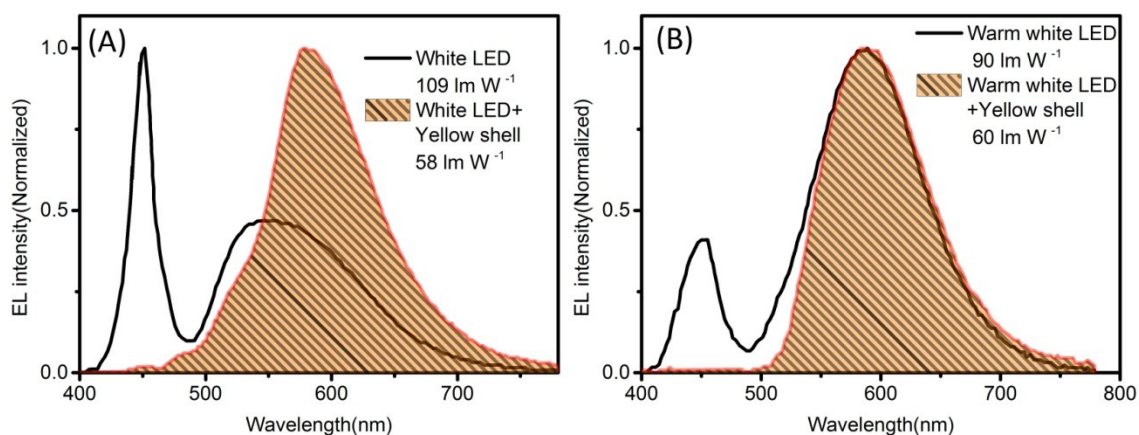 (A)
White LED
109 lm W ⁻¹
White LED+
Yellow shell
58 lm W ⁻¹
EL intensity(Normalized)
1.0
0.5
0.0
400
500
600
700
Wavelength(nm)
(B)
Warm white LED
90 lm W ⁻¹
Warm white LED
+Yellow shell
60 lm W ⁻¹
EL intensity(Normalized)
1.0
0.5
0.0
400
500
600
700
800
Wavelength(nm)